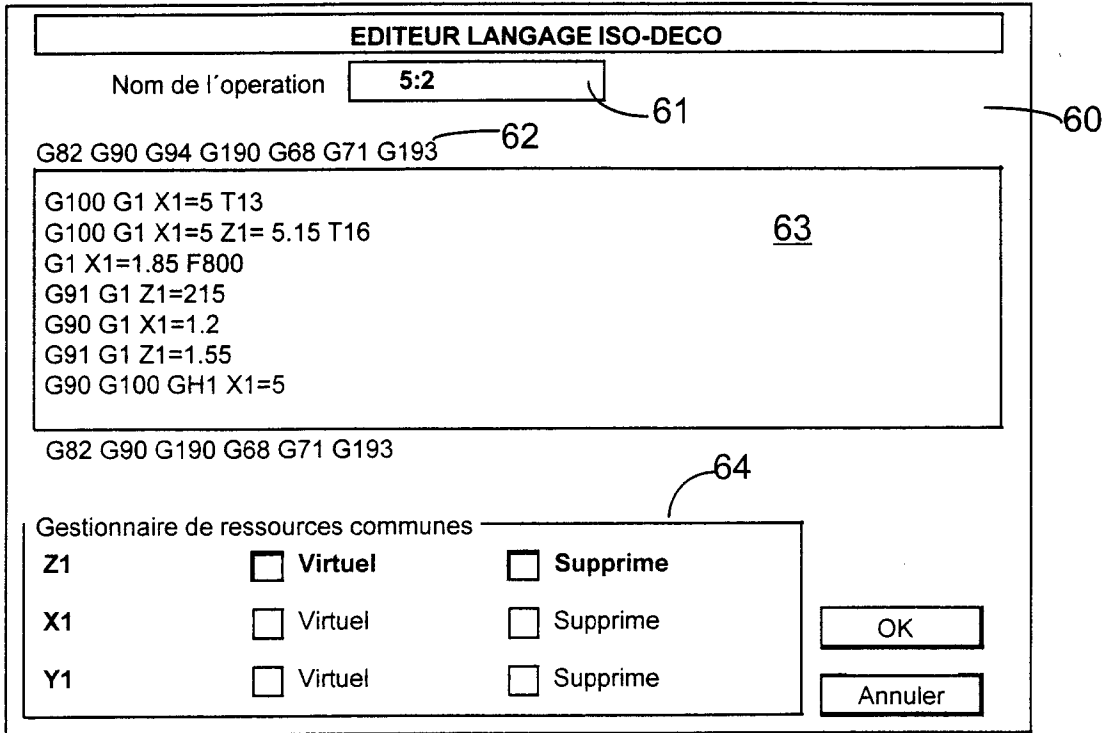 EDITEUR LANGAGE ISO-DECO
Nom de l´operation 5:2
61
60
62
G82 G90 G94 G190 G68 G71 G193
G100 G1 X1=5 T13
G100 G1 X1=5 Z1= 5.15 T16
63
G1 X1=1.85 F800
G91 G1 Z1=215
G90 G1 X1=1.2
G91 G1 Z1=1.55
G90 G100 GH1 X1=5
G82 G90 G190 G68 G71 G193
64
Gestionnaire de ressources communes
Z1 Virtuel Supprime
X1 Virtuel Supprime
OK
Y1 Virtuel Supprime
Annuler